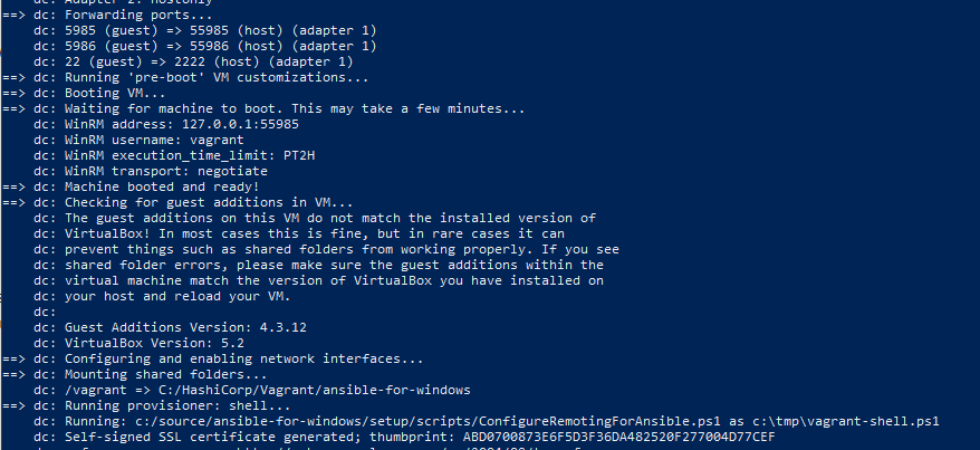 dc: Adapter 2: hostonly
==> dc: Forwarding ports...
dc: 5985 (guest) => 55985 (host) (adapter 1)
dc: 5986 (guest) => 55986 (host) (adapter 1)
dc: 22 (guest) => 2222 (host) (adapter 1)
==> dc: Running 'pre-boot' VM customizations...
==> dc: Booting VM...
==> dc: Waiting for machine to boot. This may take a few minutes...
dc: WinRM address: 127.0.0.1:55985
dc: WinRM username: vagrant
dc: WinRM execution_time_limit: PT2H
dc: WinRM transport: negotiate
==> dc: Machine booted and ready!
==> dc: Checking for guest additions in VM...
dc: The guest additions on this VM do not match the installed version of
dc: VirtualBox! In most cases this is fine, but in rare cases it can
dc: prevent things such as shared folders from working properly. If you see
dc: shared folder errors, please make sure the guest additions within the
dc: virtual machine match the version of VirtualBox you have installed on
dc: your host and reload your VM.
dc:
dc: Guest Additions Version: 4.3.12
dc: VirtualBox Version: 5.2
==> dc: Configuring and enabling network interfaces...
==> dc: Mounting shared folders...
dc: /vagrant => C:/HashiCorp/Vagrant/ansible-for-windows
==> dc: Running provisioner: shell...
dc: Running: c:/source/ansible-for-windows/setup/scripts/ConfigureRemotingForAnsible.ps1 as c:\tmp\vagrant-shell.ps1
dc: Self-signed SSL certificate generated; thumbprint: ABD0700873E6F5D3F36DA482520F277004D77CEF